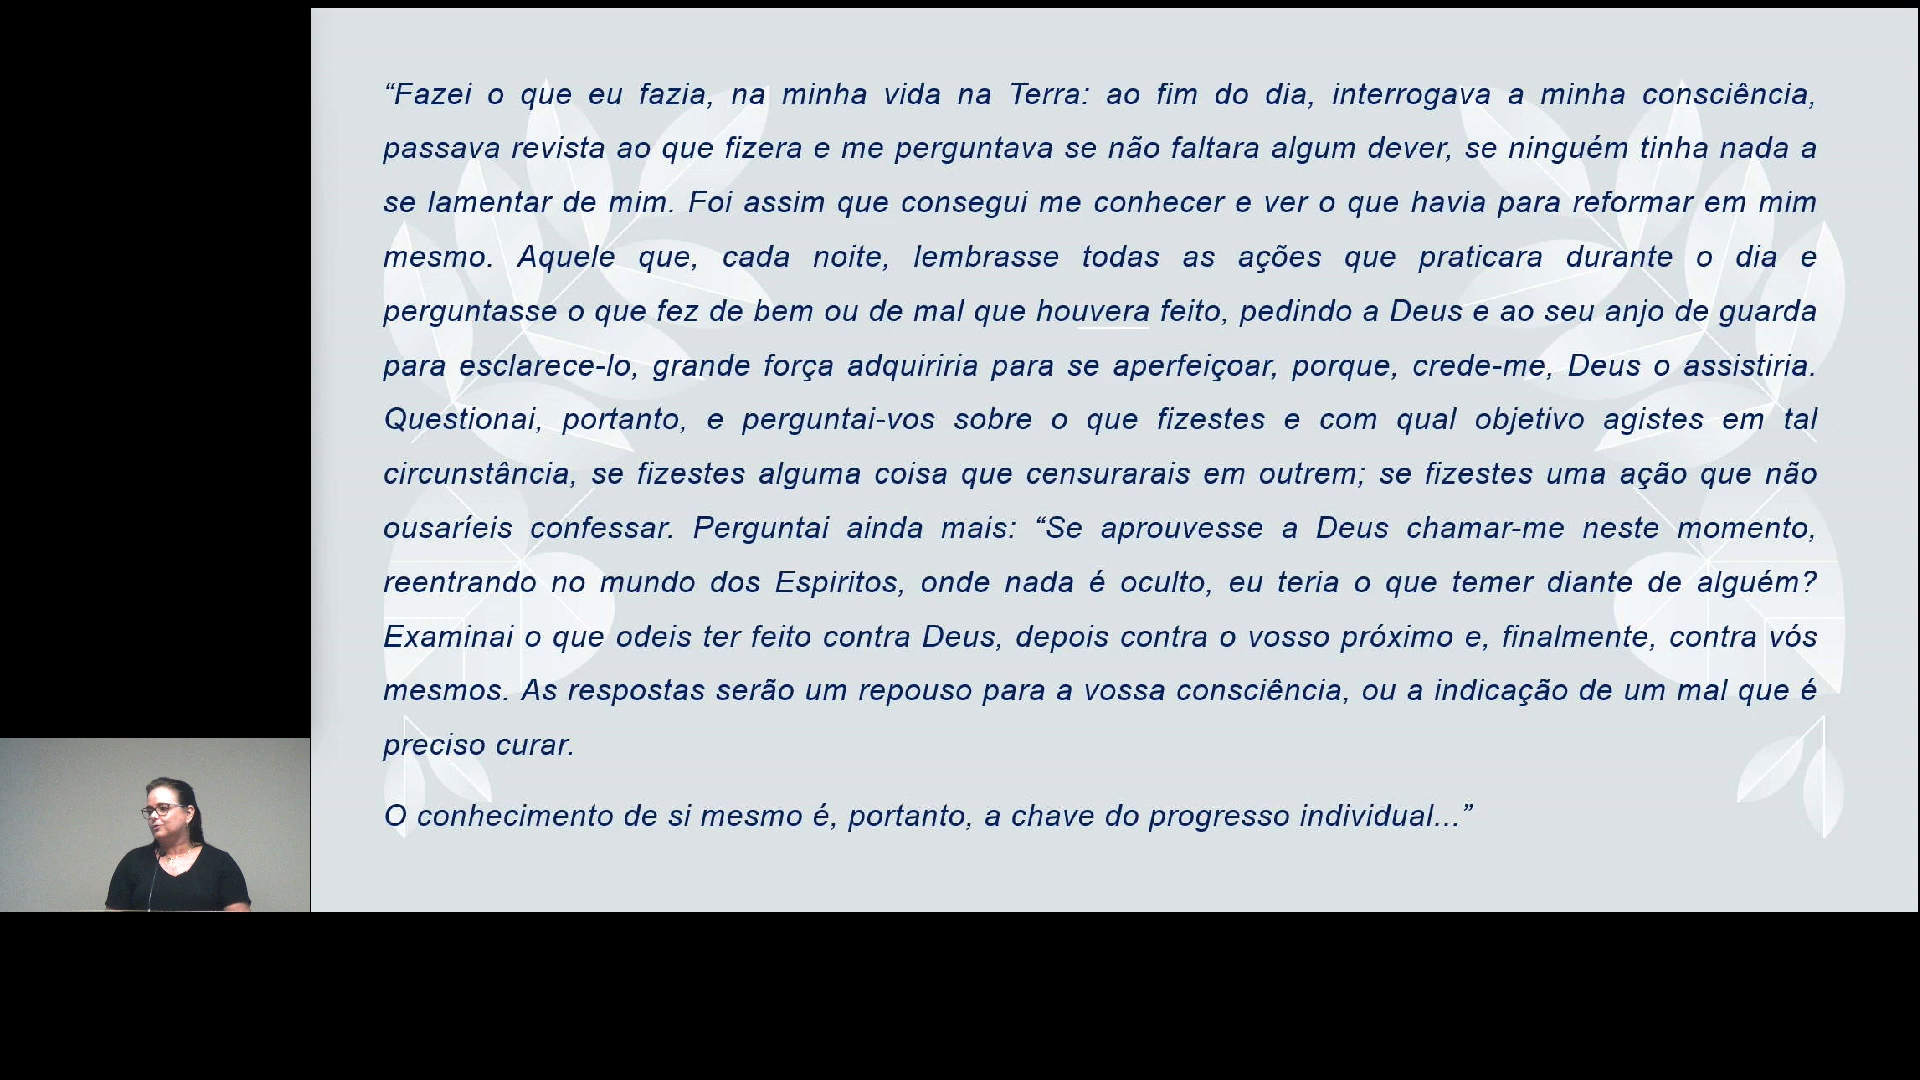 “Fazei o que eu fazia, na minha vida na Terra: ao fim do dia, interrogava a minha consciência,
passava revista ao que fizera e me perguntava se não faltara algum dever, se ninguém tinha nada a
se lamentar de mim. Foi assim que consegui me conhecer e ver o que havia para reformar em mim
mesmo. Aquele que, cada noite, lembrasse todas as ações que praticara durante o dia e
perguntasse o que fez de bem ou de mal que houvera feito, pedindo a Deus e ao seu anjo de guarda
para esclarece-lo, grande força adquiriria para se aperfeiçoar, porque, crede-me, Deus o assistiria.
Questionai, portanto, e perguntai-vos sobre o que fizestes e com qual objetivo agistes em tal
circunstância, se fizestes alguma coisa que censurarais em outrem; se fizestes uma ação que não
ousaríeis confessar. Perguntai ainda mais: “Se aprouvesse a Deus chamar-me neste momento,
reentrando no mundo dos Espiritos, onde nada é oculto, eu teria o que temer diante de alguém?
Examinai o que odeis ter feito contra Deus, depois contra o vosso próximo e, finalmente, contra vós
mesmos. As respostas serão um repouso para a vossa consciência, ou a indicação de um mal que é
preciso curar.
O conhecimento de si mesmo é, portanto, a chave do progresso individual...”